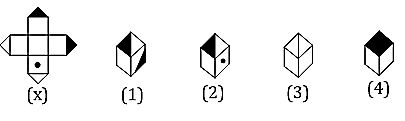 (x) (1) (2) (3) (4)